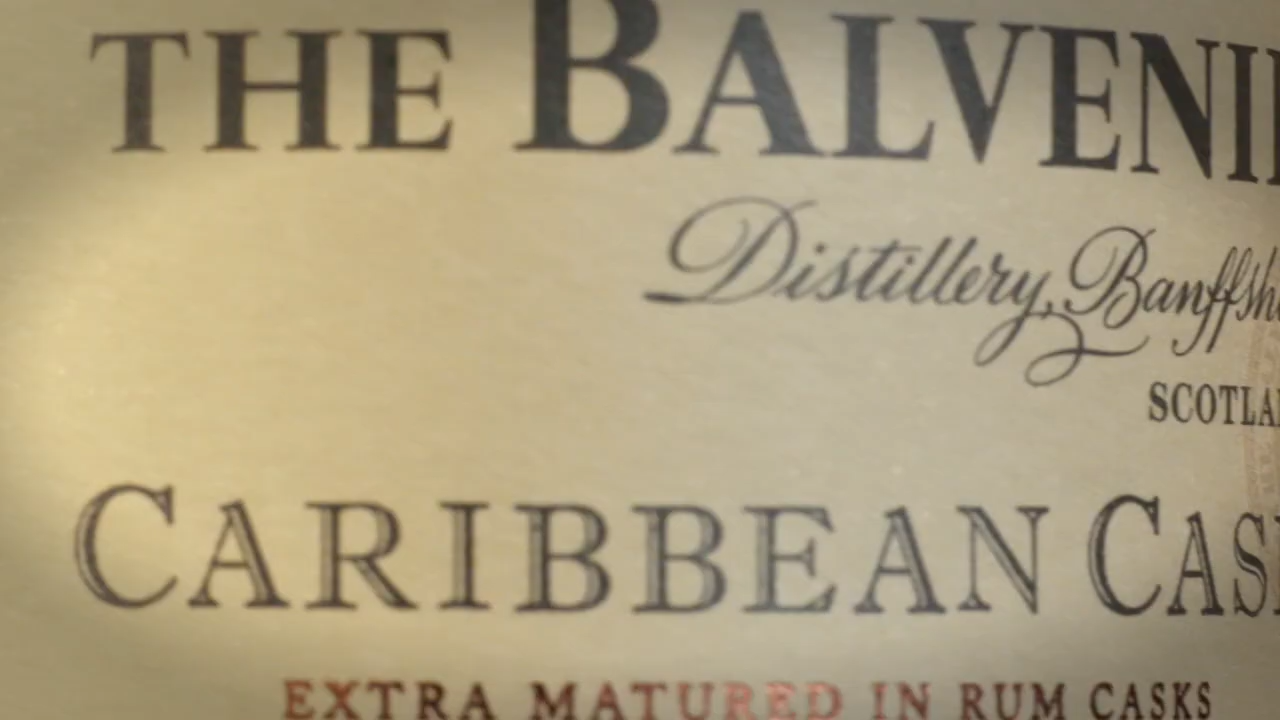 THE BALVENI
Distillery, Banffsh
SCOTLA
CARIBBEAN CAS
EXTRA MATURED IN RUM CASKS